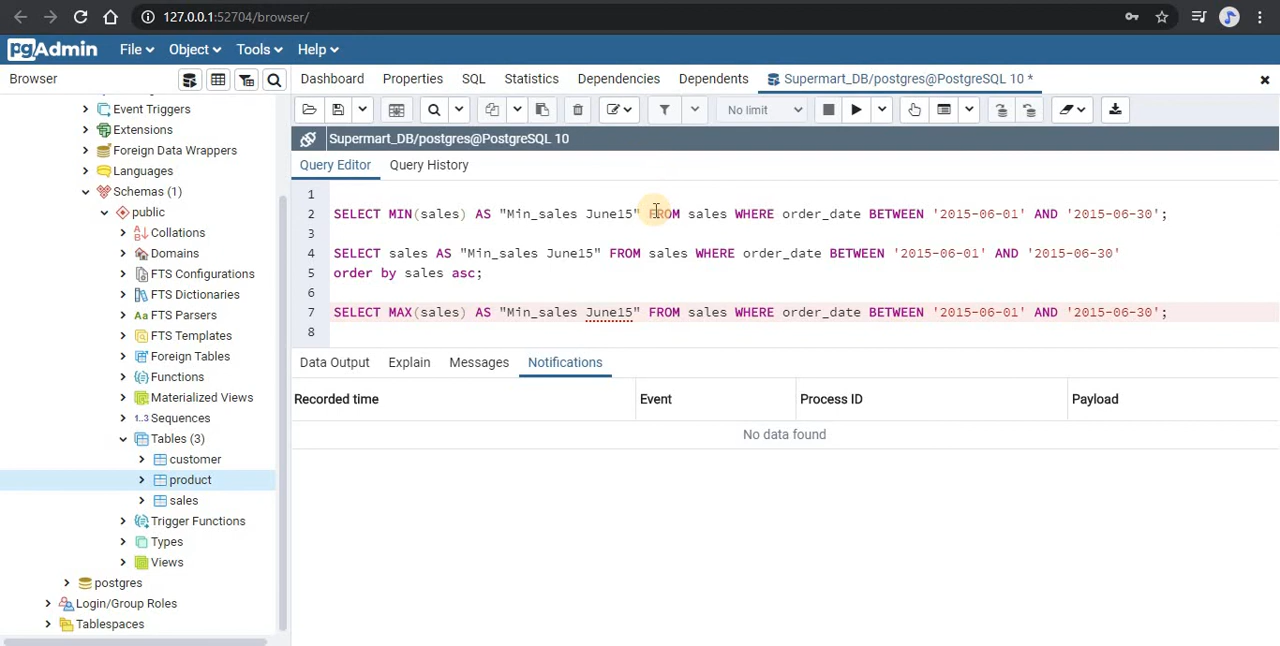 127.0.0.1:52704/browser/
pgAdmin File Object Tools Help
Browser
Dashboard Properties SQL Statistics Dependencies Dependents Supermart_DB/postgres@PostgreSQL 10 *
No limit
Supermart_DB/postgres@PostgreSQL 10
Query Editor Query History
Event Triggers
Extensions
Foreign Data Wrappers
Languages
Schemas (1)
public
Collations
Domains
FTS Configurations
FTS Dictionaries
Aa FTS Parsers
FTS Templates
Foreign Tables
Functions
Materialized Views
1..3 Sequences
Tables (3)
customer
product
sales
Trigger Functions
Types
Views
postgres
Login/Group Roles
Tablespaces
1
2 SELECT MIN(sales) AS "Min_sales June15" FROM sales WHERE order_date BETWEEN '2015-06-01' AND '2015-06-30';
3
4 SELECT sales AS "Min_sales June15" FROM sales WHERE order_date BETWEEN '2015-06-01' AND '2015-06-30'
5 order by sales asc;
6
7 SELECT MAX(sales) AS "Min_sales June15" FROM sales WHERE order_date BETWEEN '2015-06-01' AND '2015-06-30';
8
Data Output Explain Messages Notifications
Recorded time Event Process ID Payload
No data found